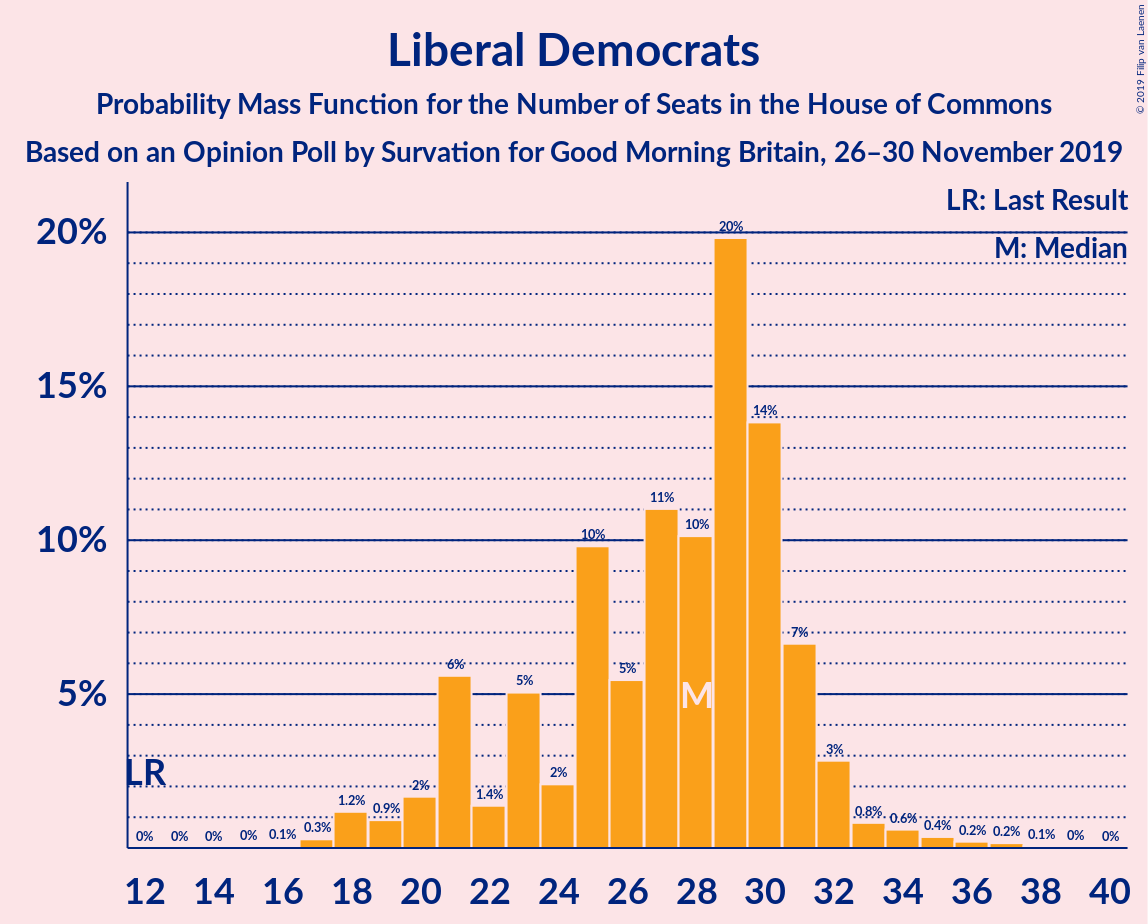 Liberal Democrats
Probability Mass Function for the Number of Seats in the House of Commons
Based on an Opinion Poll by Survation for Good Morning Britain, 26–30 November 2019
© 2019 Filip van Laenen
LR: Last Result
M: Median
20%
15%
10%
5%
LR
M
0% 0% 0% 0% 0.1% 0.3% 1.2% 0.9% 2% 6% 1.4% 5% 2% 10% 5% 11% 10% 20% 14% 7% 3% 0.8% 0.6% 0.4% 0.2% 0.2% 0.1% 0% 0%
12 14 16 18 20 22 24 26 28 30 32 34 36 38 40